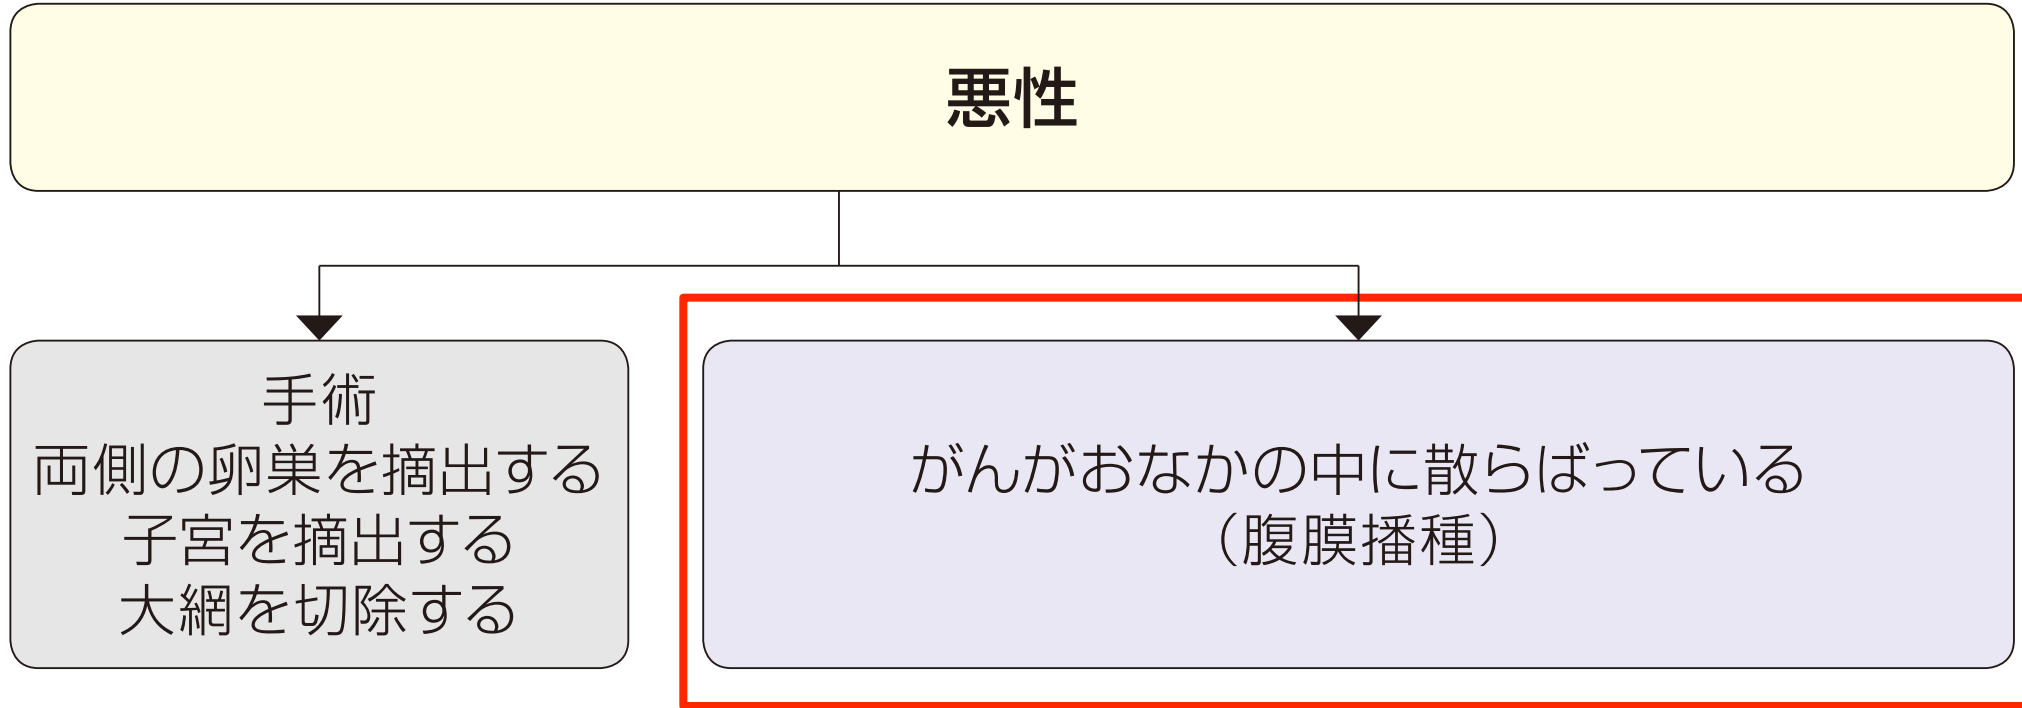 悪性
手術
両側の卵巣を摘出する
子宮を摘出する
大網を切除する
がんがおなかの中に散らばっている
（腹膜播種）